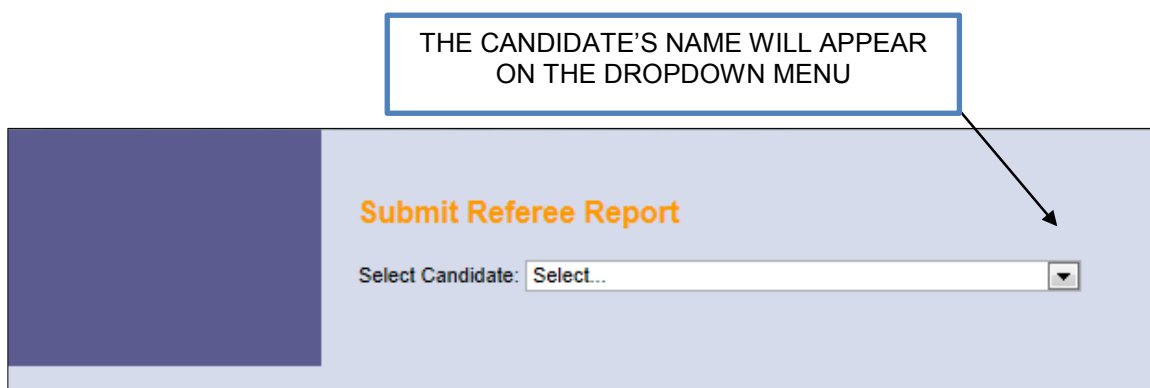 THE CANDIDATE’S NAME WILL APPEAR
ON THE DROPDOWN MENU
Submit Referee Report
Select Candidate: Select...